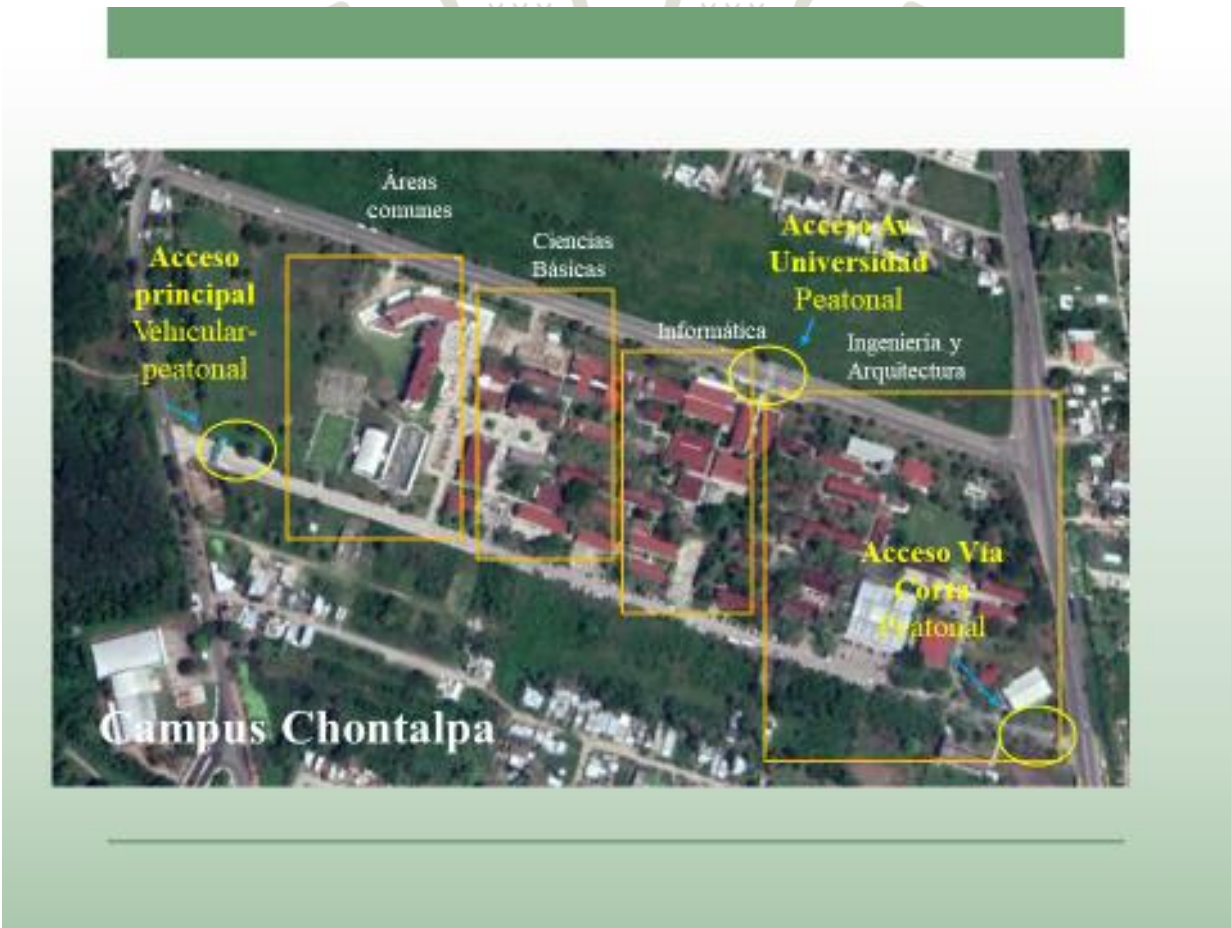 Áreas
comunes
Ciencias
Básicas
Acceso Av.
Universidad
Peatonal
Acceso
principal
Vehicular-
peatonal
Informática
Ingeniería y
Arquitectura
Acceso Vía
Corta
Peatonal
Campus Chontalpa